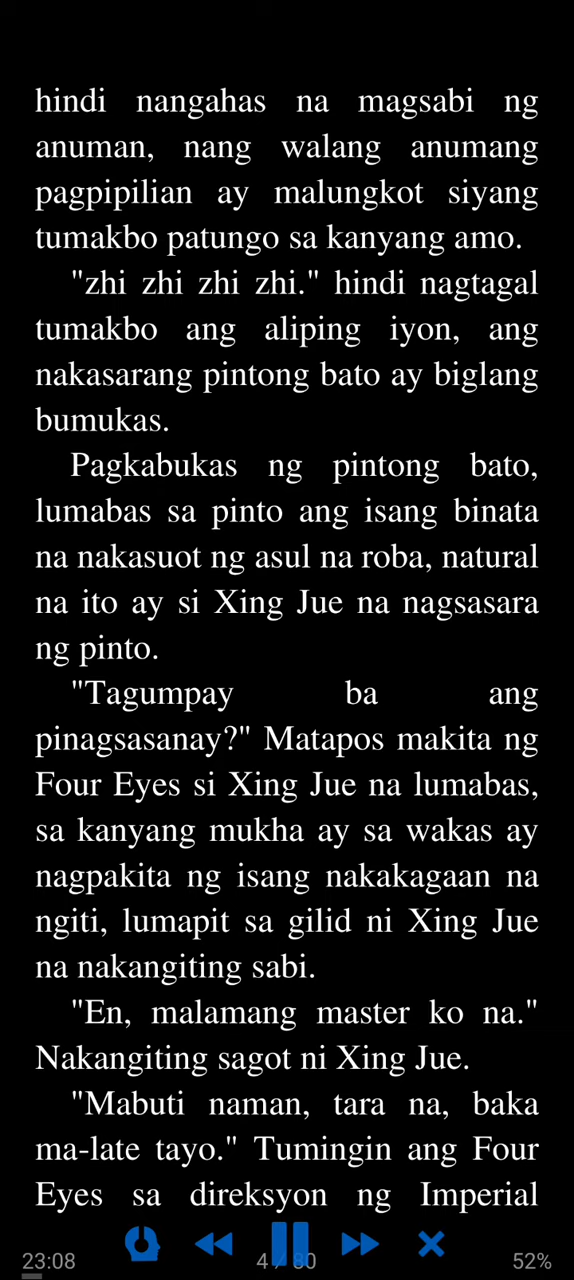 hindi nangahas na magsabi ng
anuman, nang walang anumang
pagpipilian ay malungkot siyang
tumakbo patungo sa kanyang amo.
"zhi zhi zhi zhi." hindi nagtagal
tumakbo ang aliping iyon, ang
nakasarang pintong bato ay biglang
bumukas.
Pagkabukas ng pintong bato,
lumabas sa pinto ang isang binata
na nakasuot ng asul na roba, natural
na ito ay si Xing Jue na nagsasara
ng pinto.
"Tagumpay ba ang
pinagsasanay?" Matapos makita ng
Four Eyes si Xing Jue na lumabas,
sa kanyang mukha ay sa wakas ay
nagpakita ng isang nakakagaan na
ngiti, lumapit sa gilid ni Xing Jue
na nakangiting sabi.
"En, malamang master ko na."
Nakangiting sagot ni Xing Jue.
"Mabuti naman, tara na, baka
ma-late tayo." Tumingin ang Four
Eyes sa direksyon ng Imperial
23:08 4 / 80 52%